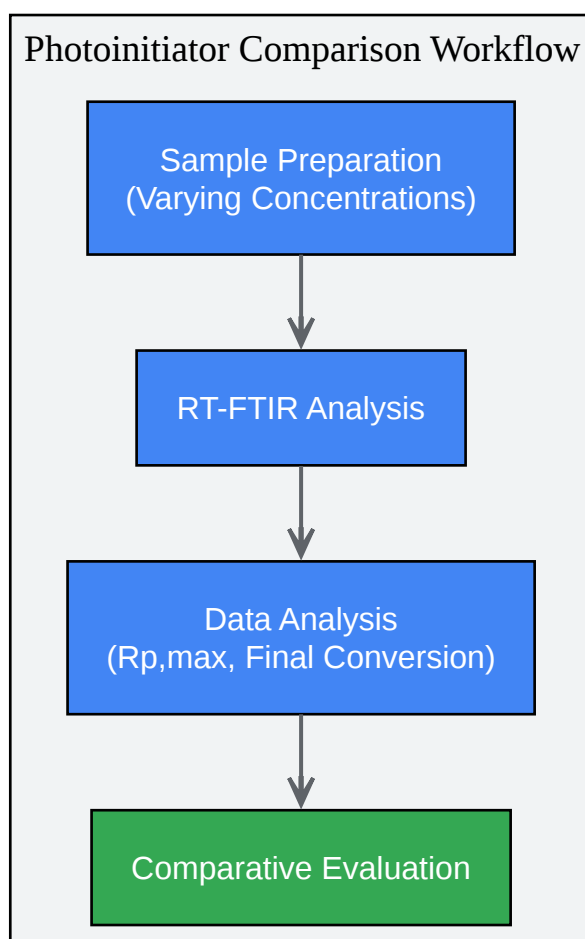 Photoinitiator Comparison Workflow
Sample Preparation
(Varying Concentrations)
RT-FTIR Analysis
Data Analysis
(Rp,max, Final Conversion)
Comparative Evaluation